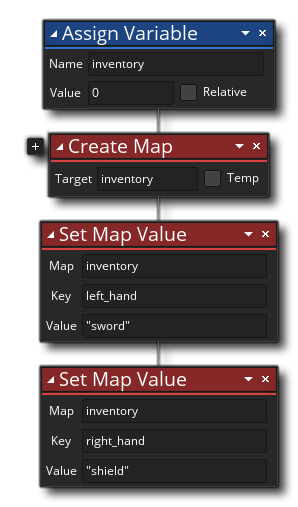 Assign Variable
Name inventory
Value 0 Relative
Create Map
Target inventory Temp
Set Map Value
Map inventory
Key left_hand
Value "sword"
Set Map Value
Map inventory
Key right_hand
Value "shield"